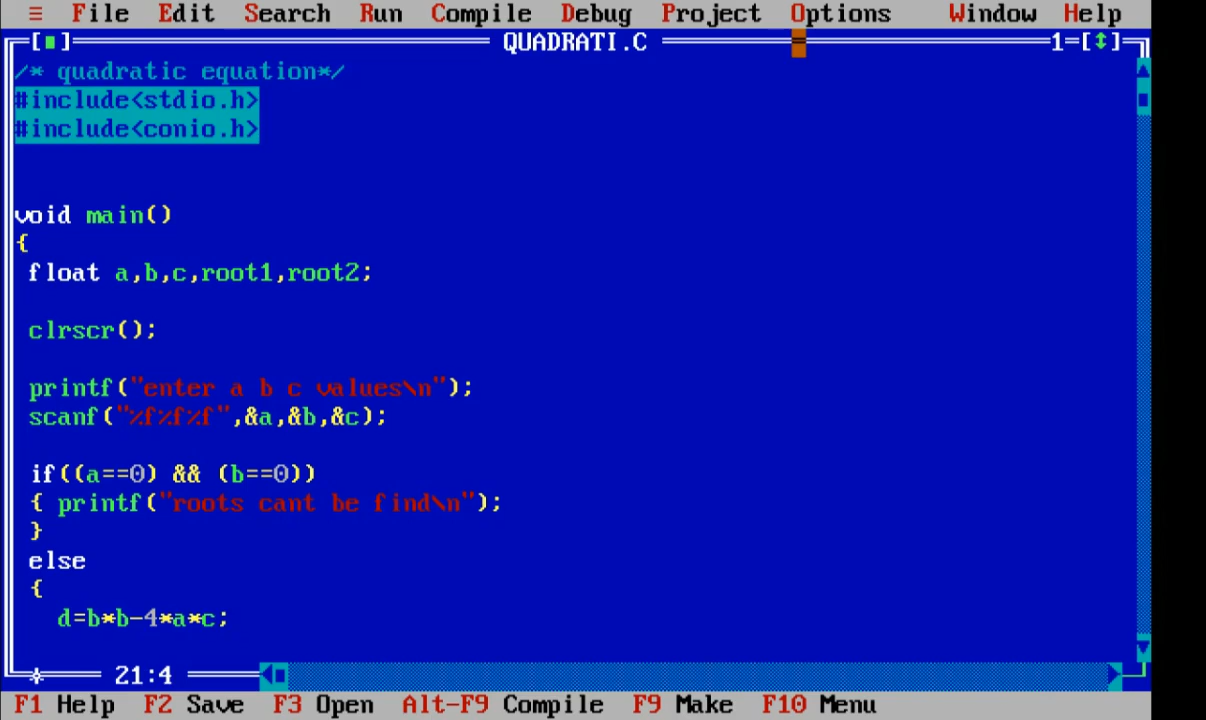 ≡ File Edit Search Run Compile Debug Project Options Window Help
[■] QUADRATI.C 1=[↕]
/* quadratic equation*/
#include<stdio.h>
#include<conio.h>
void main()
{
float a,b,c,root1,root2;
clrscr();
printf("enter a b c values\n");
scanf("%f%f%f",&a,&b,&c);
if((a==0) && (b==0))
{ printf("roots cant be find\n");
}
else
{
d=b*b-4*a*c;
21:4
F1 Help F2 Save F3 Open Alt-F9 Compile F9 Make F10 Menu